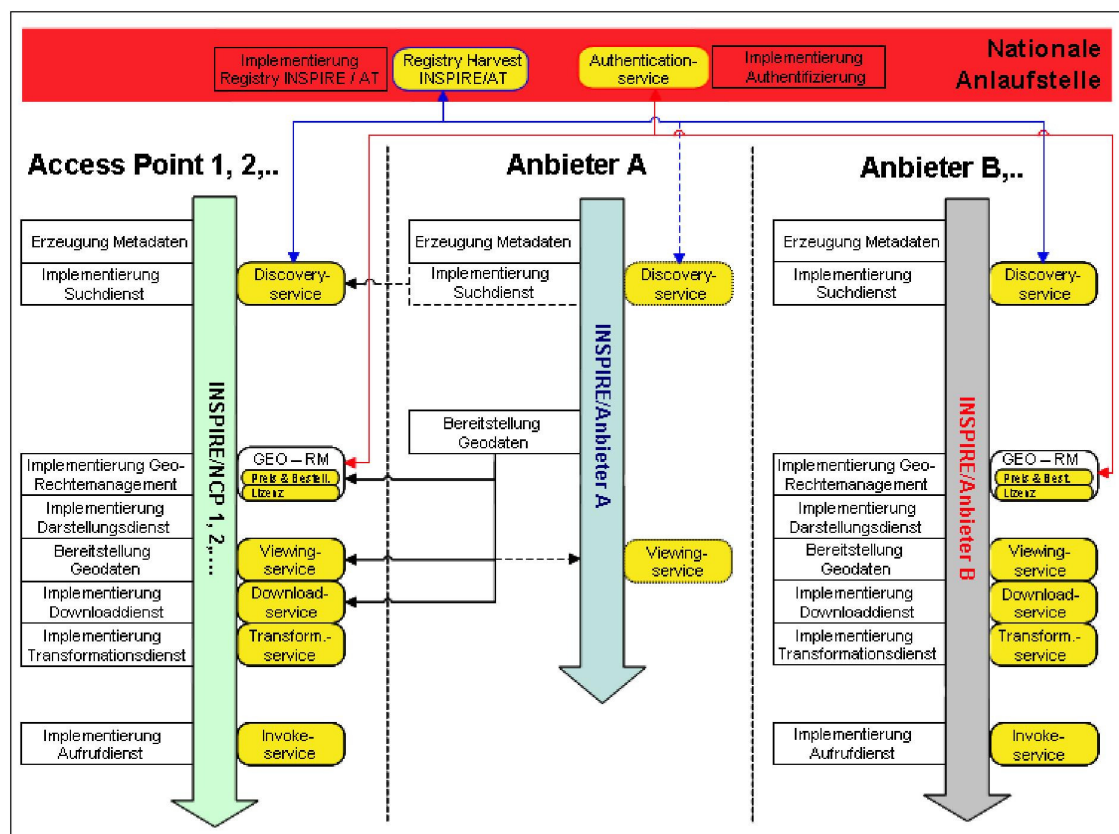 Implementierung
Registry INSPIRE / AT
Registry Harvest
INSPIRE/AT
Authentication-
service
Implementierung
Authentifizierung
Nationale
Anlaufstelle
Access Point 1, 2,..
Erzeugung Metadaten
Implementierung
Suchdienst
Discovery-
service
INSPIRE/NCP 1, 2,....
Implementierung Geo-
Rechtemanagement
GEO – RM
Preis & Bestell.
Lizenz
Implementierung
Darstellungsdienst
Bereitstellung
Geodaten
Viewing-
service
Implementierung
Downloaddienst
Download-
service
Implementierung
Transformationsdienst
Transform.-
service
Implementierung
Aufrufdienst
Invoke-
service
Anbieter A
Erzeugung Metadaten
Implementierung
Suchdienst
Discovery-
service
INSPIRE/Anbieter A
Bereitstellung
Geodaten
Viewing-
service
Anbieter B,..
Erzeugung Metadaten
Implementierung
Suchdienst
Discovery-
service
INSPIRE/Anbieter B
Implementierung Geo-
Rechtemanagement
GEO – RM
Preis & Best.
Lizenz
Implementierung
Darstellungsdienst
Bereitstellung
Geodaten
Viewing-
service
Implementierung
Downloaddienst
Download-
service
Implementierung
Transformationsdienst
Transform.-
service
Implementierung
Aufrufdienst
Invoke-
service